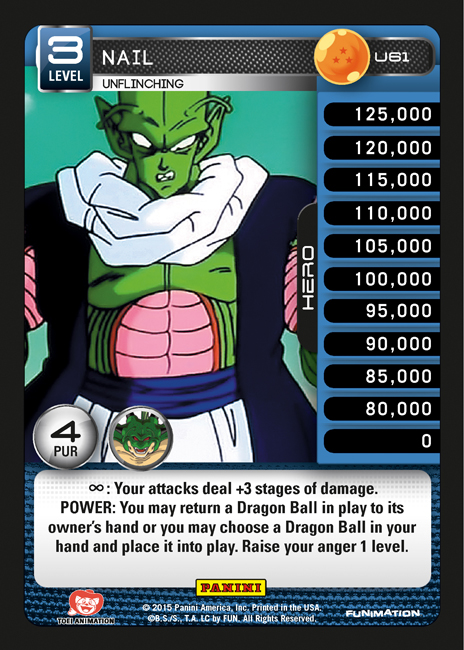 3
LEVEL
NAIL
U61
UNFLINCHING
125,000
120,000
115,000
110,000
105,000
100,000
95,000
90,000
85,000
80,000
0
HERO
4
PUR
∞: Your attacks deal +3 stages of damage.
POWER: You may return a Dragon Ball in play to its
owner's hand or you may choose a Dragon Ball in your
hand and place it into play. Raise your anger 1 level.
PANINI
TOEI ANIMATION
© 2015 Panini America, Inc. Printed in the USA.
©B.S./S., T.A. LC by FUN. All Rights Reserved.
FUNIMATION